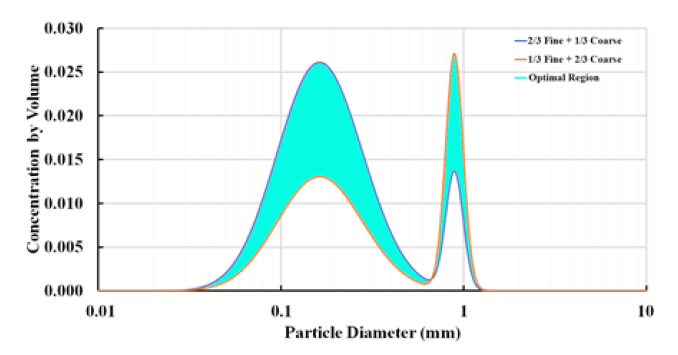 0.030
0.025
0.020
0.015
0.010
0.005
0.000
Concentration by Volume
2/3 Fine + 1/3 Coarse
1/3 Fine + 2/3 Coarse
Optimal Region
0.01 0.1 1 10
Particle Diameter (mm)